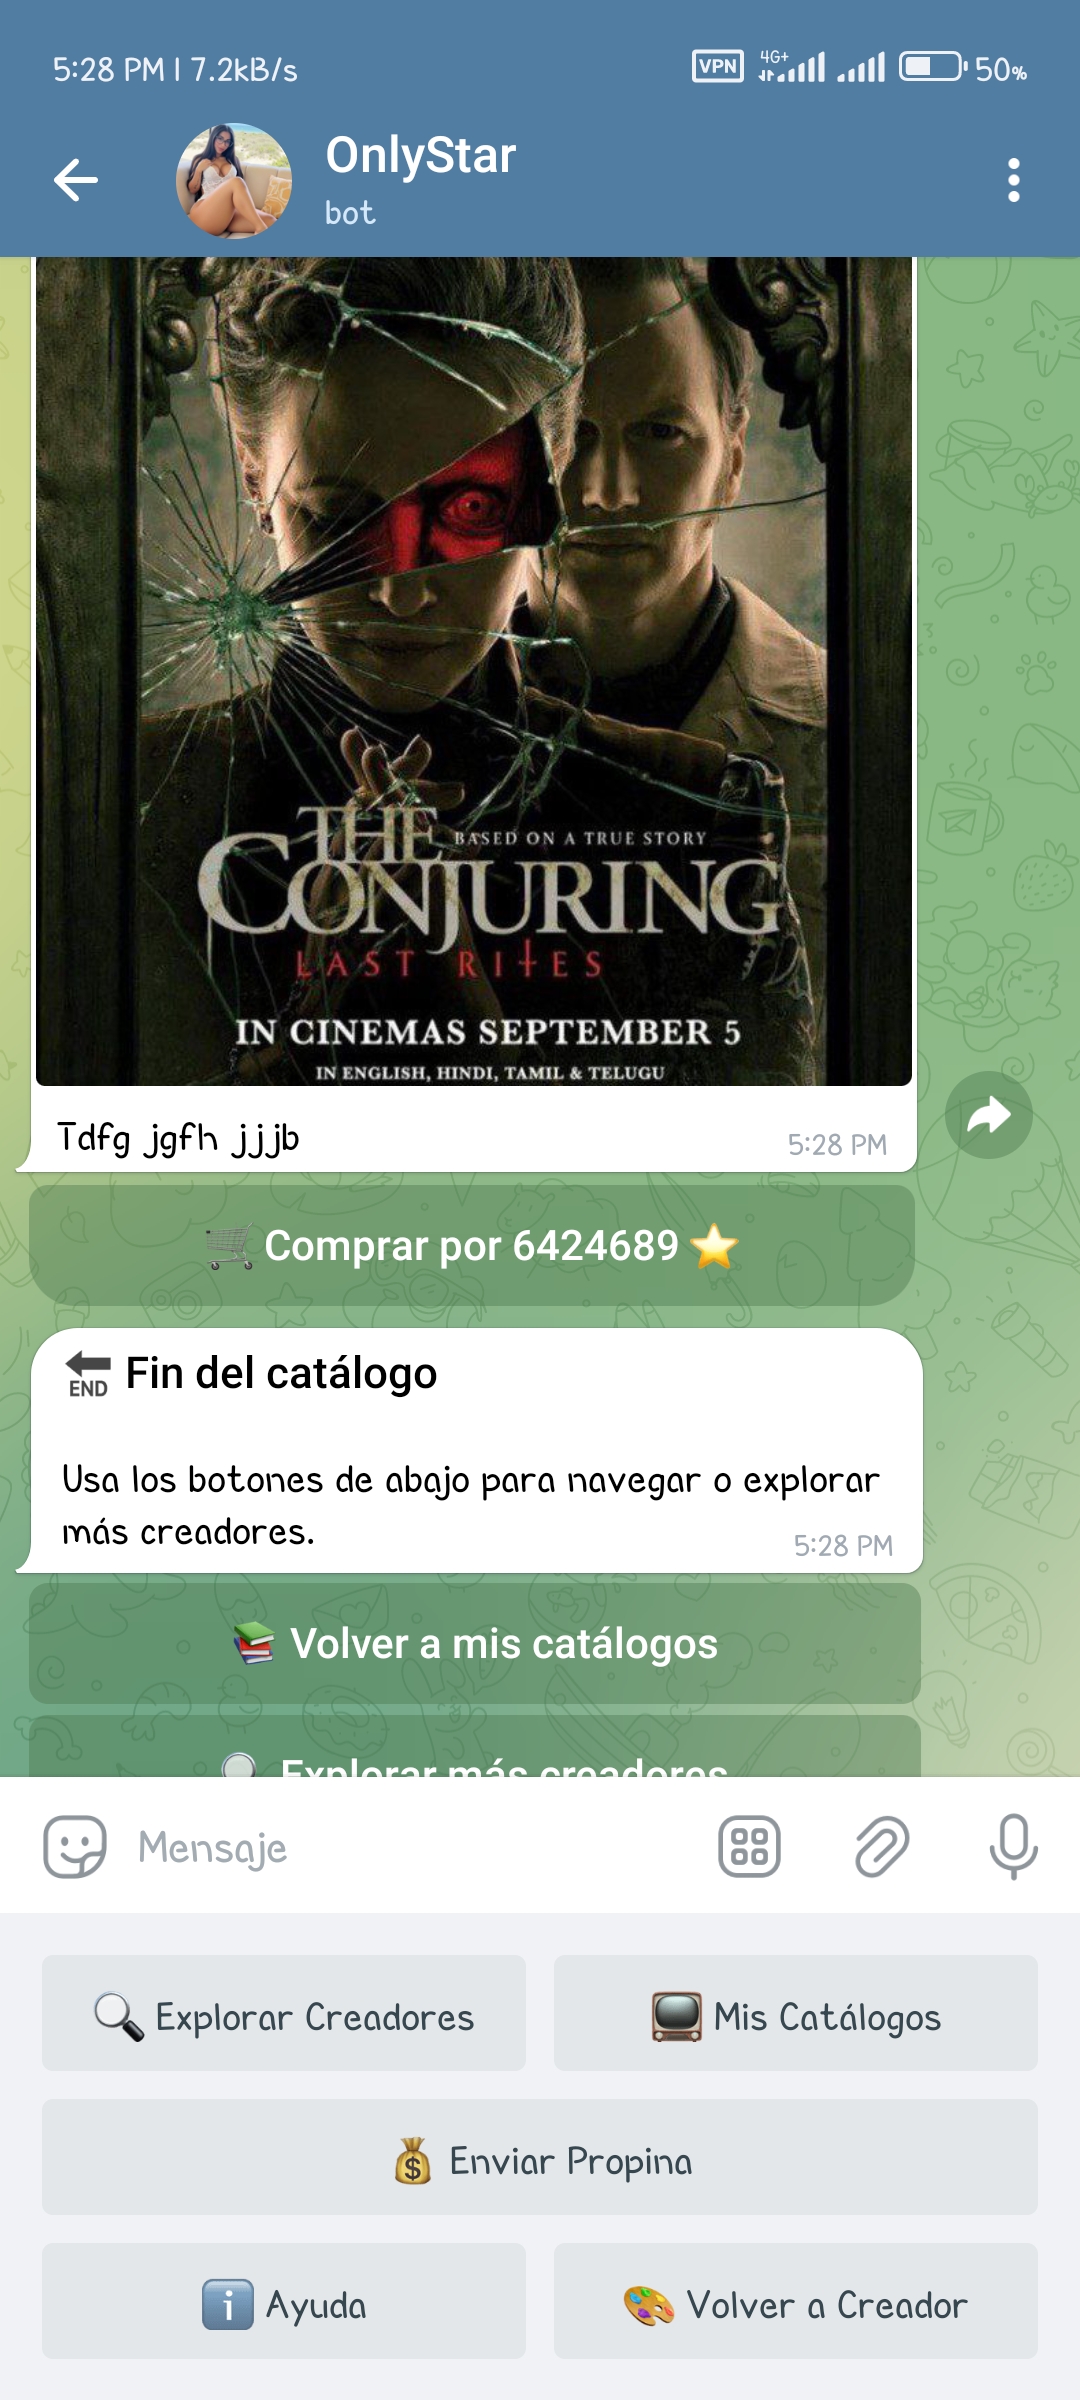 5:28 PM | 7.2kB/s
VPN 4G+ 50%
OnlyStar
bot
THE
BASED ON A TRUE STORY
CONJURING
LAST RITES
IN CINEMAS SEPTEMBER 5
IN ENGLISH, HINDI, TAMIL & TELUGU
Tdfg jgfh jjjb
5:28 PM
🛒 Comprar por 6424689 ⭐
🔚 Fin del catálogo
Usa los botones de abajo para navegar o explorar
más creadores.
5:28 PM
📚 Volver a mis catálogos
🔍 Explorar más creadores
Mensaje
🔍 Explorar Creadores
📺 Mis Catálogos
💰 Enviar Propina
ℹ️ Ayuda
🎨 Volver a Creador